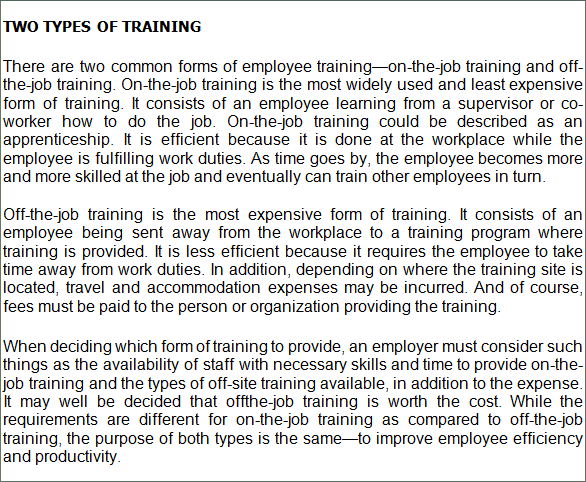 TWO TYPES OF TRAINING
There are two common forms of employee training—on-the-job training and off-
the-job training. On-the-job training is the most widely used and least expensive
form of training. It consists of an employee learning from a supervisor or co-
worker how to do the job. On-the-job training could be described as an
apprenticeship. It is efficient because it is done at the workplace while the
employee is fulfilling work duties. As time goes by, the employee becomes more
and more skilled at the job and eventually can train other employees in turn.
Off-the-job training is the most expensive form of training. It consists of an
employee being sent away from the workplace to a training program where
training is provided. It is less efficient because it requires the employee to take
time away from work duties. In addition, depending on where the training site is
located, travel and accommodation expenses may be incurred. And of course,
fees must be paid to the person or organization providing the training.
When deciding which form of training to provide, an employer must consider such
things as the availability of staff with necessary skills and time to provide on-the-
job training and the types of off-site training available, in addition to the expense.
It may well be decided that offthe-job training is worth the cost. While the
requirements are different for on-the-job training as compared to off-the-job
training, the purpose of both types is the same—to improve employee efficiency
and productivity.